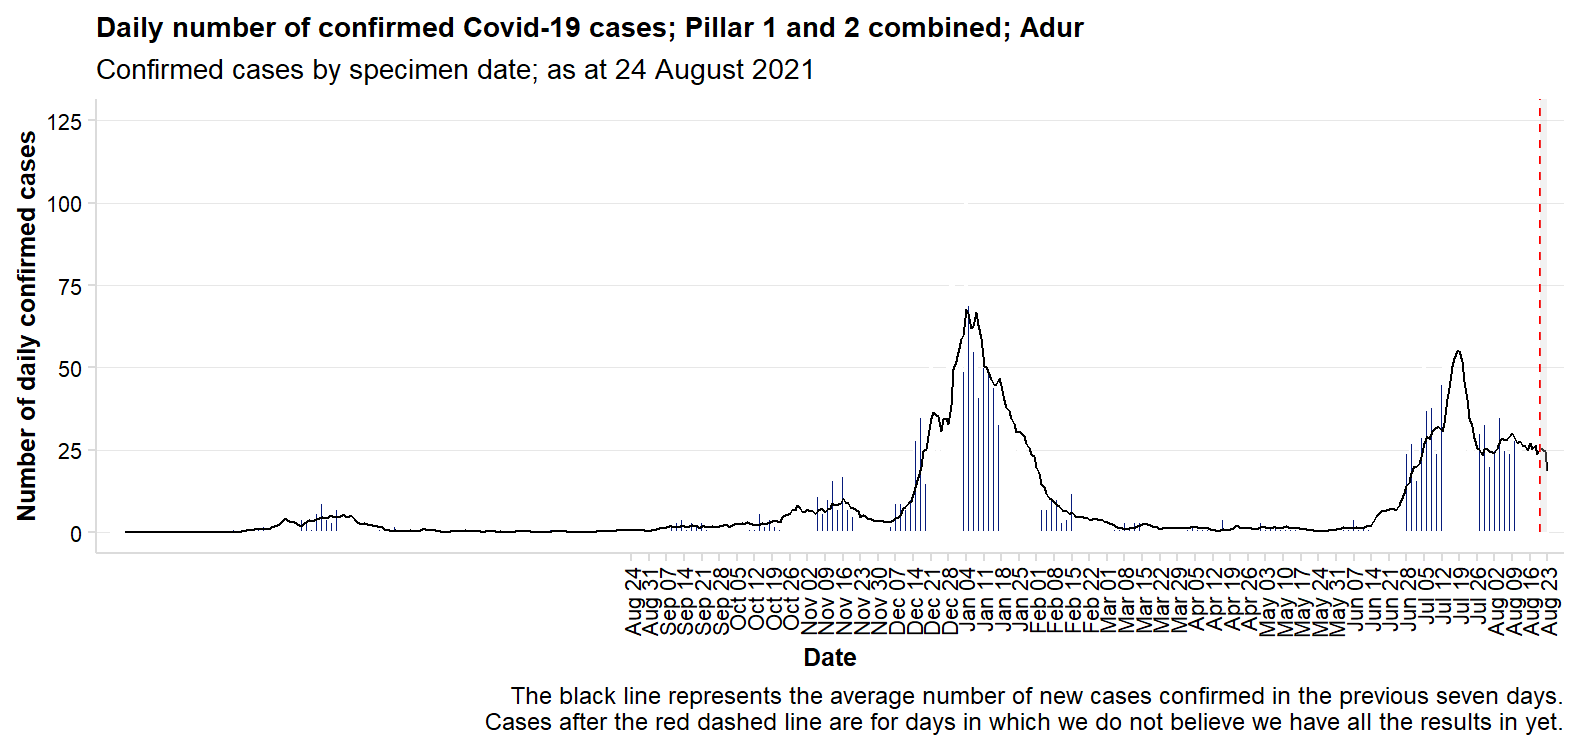 Daily number of confirmed Covid-19 cases; Pillar 1 and 2 combined; Adur
Confirmed cases by specimen date; as at 24 August 2021
Number of daily confirmed cases
125
100
75
50
25
0
Aug 24
Aug 31
Sep 07
Sep 14
Sep 21
Sep 28
Oct 05
Oct 12
Oct 19
Oct 26
Nov 02
Nov 09
Nov 16
Nov 23
Nov 30
Dec 07
Dec 14
Dec 21
Dec 28
Jan 04
Jan 11
Jan 18
Jan 25
Feb 01
Feb 08
Feb 15
Feb 22
Mar 01
Mar 08
Mar 15
Mar 22
Mar 29
Apr 05
Apr 12
Apr 19
Apr 26
May 03
May 10
May 17
May 24
May 31
Jun 07
Jun 14
Jun 21
Jun 28
Jul 05
Jul 12
Jul 19
Jul 26
Aug 02
Aug 09
Aug 16
Aug 23
Date
The black line represents the average number of new cases confirmed in the previous seven days.
Cases after the red dashed line are for days in which we do not believe we have all the results in yet.